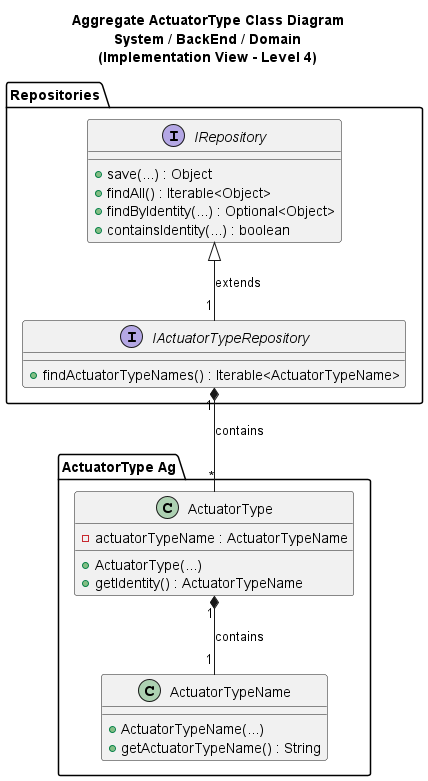 Aggregate ActuatorType Class Diagram
System / BackEnd / Domain
(Implementation View - Level 4)
Repositories
I IRepository
save(...) : Object
findAll() : Iterable<Object>
findByIdentity(...) : Optional<Object>
containsIdentity(...) : boolean
extends
1
I IActuatorTypeRepository
findActuatorTypeNames() : Iterable<ActuatorTypeName>
1
contains
*
ActuatorType Ag
C ActuatorType
actuatorTypeName : ActuatorTypeName
ActuatorType(...)
getIdentity() : ActuatorTypeName
1
contains
1
C ActuatorTypeName
ActuatorTypeName(...)
getActuatorTypeName() : String